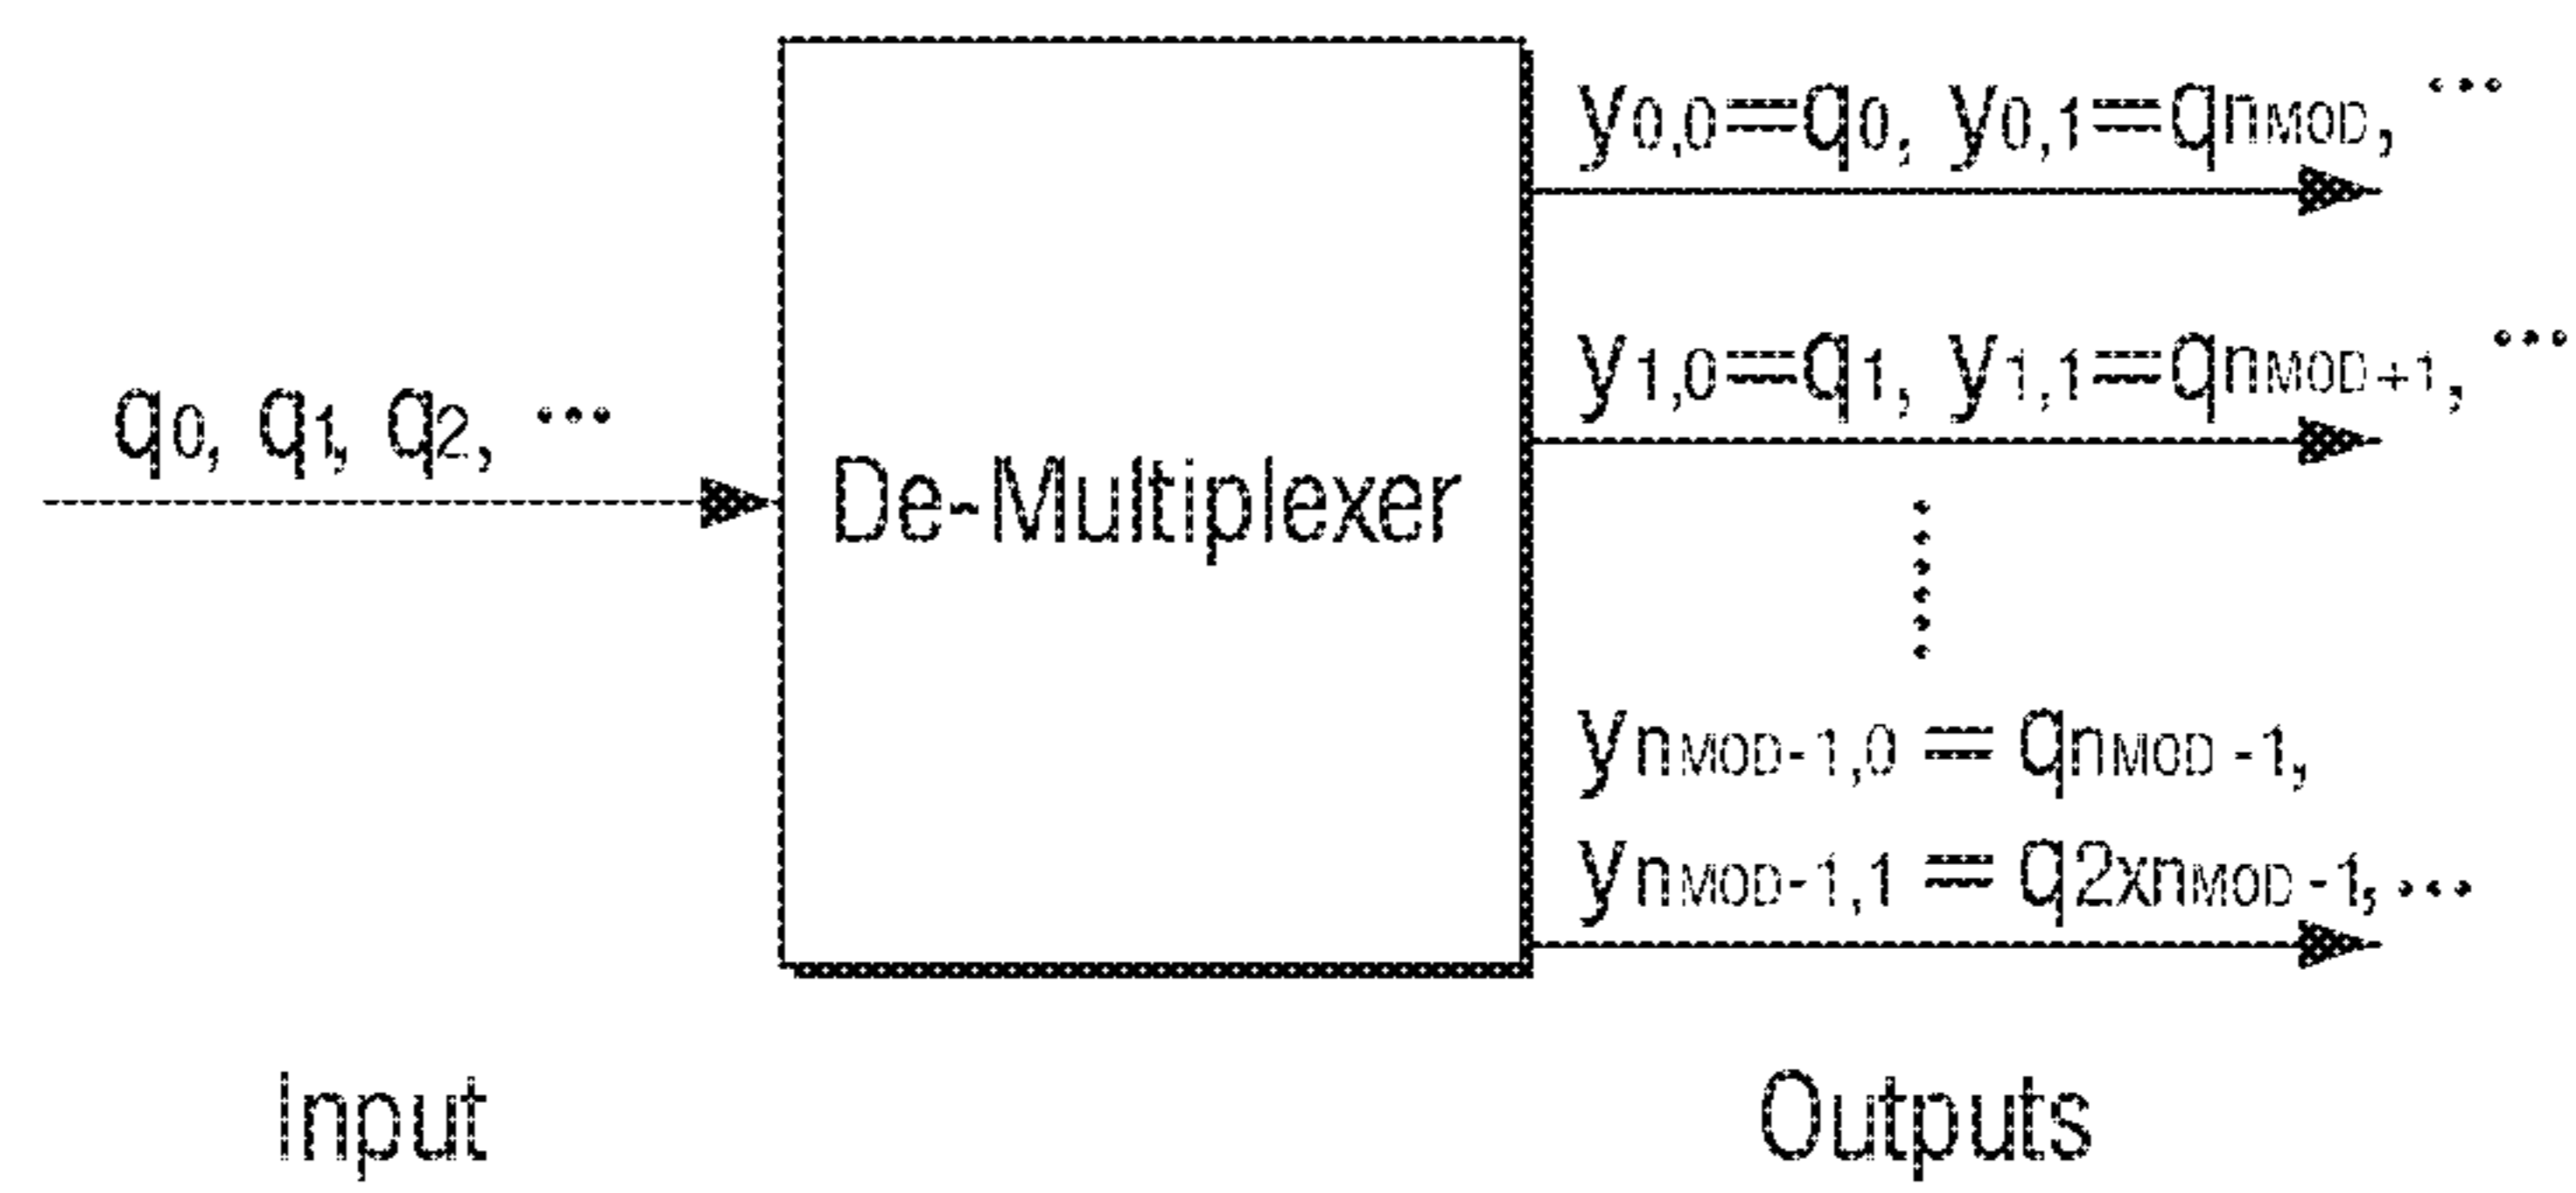 y0,0=q0, y0,1=qnMOD, ...
y1,0=q1, y1,1=qnMOD+1, ...
q0, q1, q2, ...
De-Multiplexer
ynMOD-1,0 = qnMOD-1,
ynMOD-1,1 = q2xnMOD-1, ...
Input
Outputs